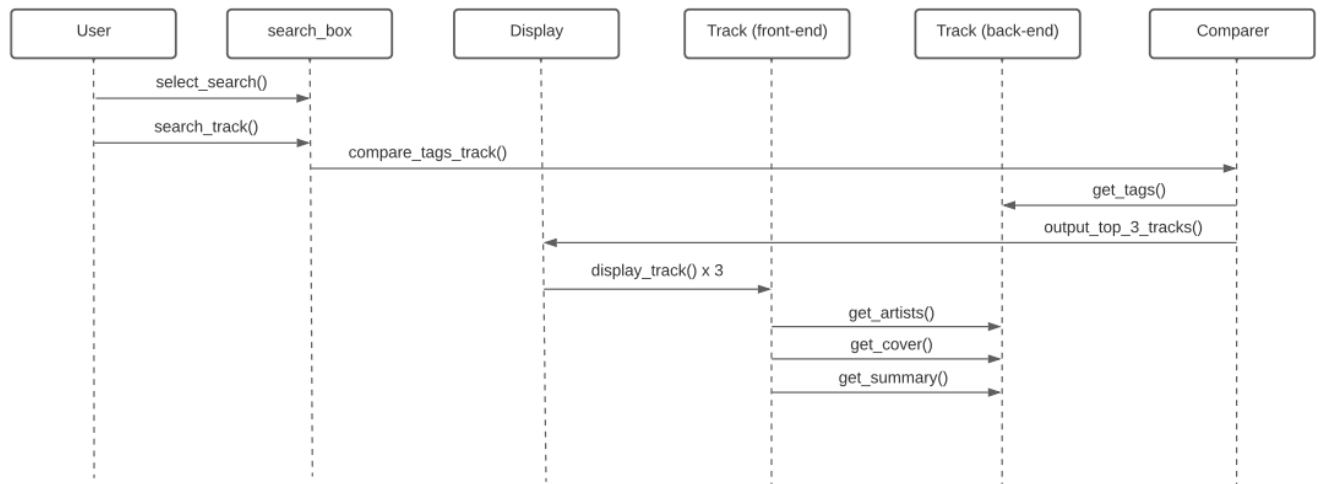 User
search_box
Display
Track (front-end)
Track (back-end)
Comparer
select_search()
search_track()
compare_tags_track()
get_tags()
output_top_3_tracks()
display_track() x 3
get_artists()
get_cover()
get_summary()